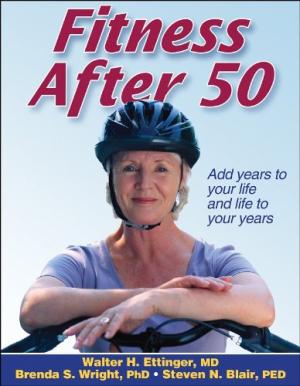 Fitness
After 50
Add years to
your life
and life to
your years
Walter H. Ettinger, MD
Brenda S. Wright, PhD • Steven N. Blair, PED